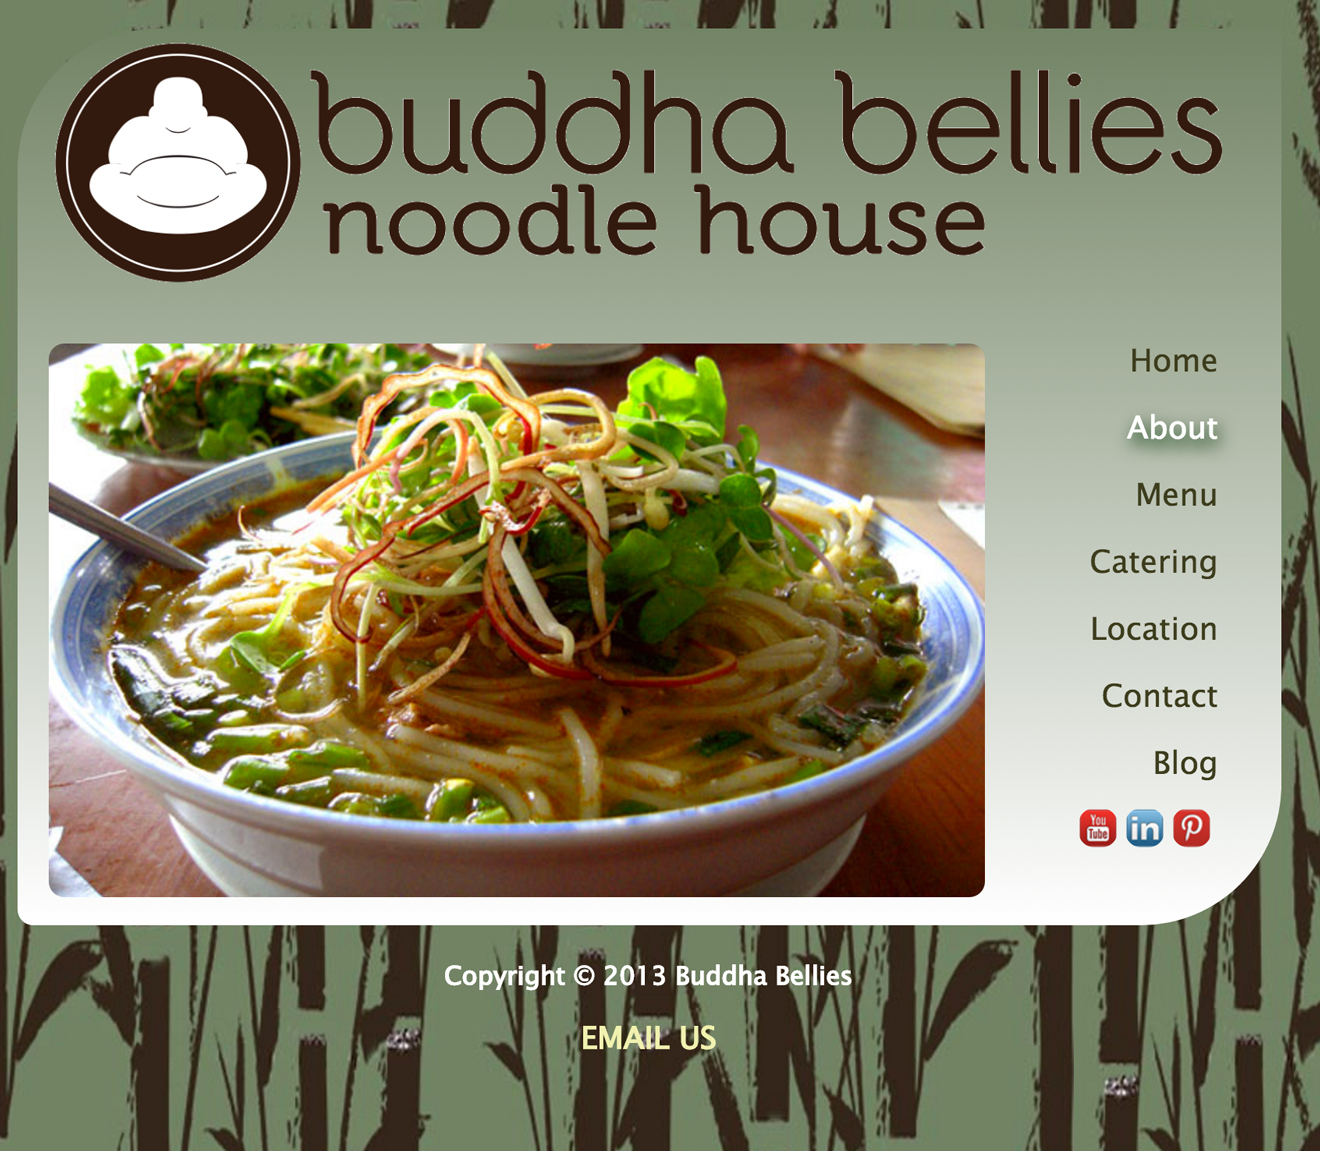 buddha bellies
noodle house
Home
About
Menu
Catering
Location
Contact
Blog
You
Tube
in
Copyright © 2013 Buddha Bellies
EMAIL US